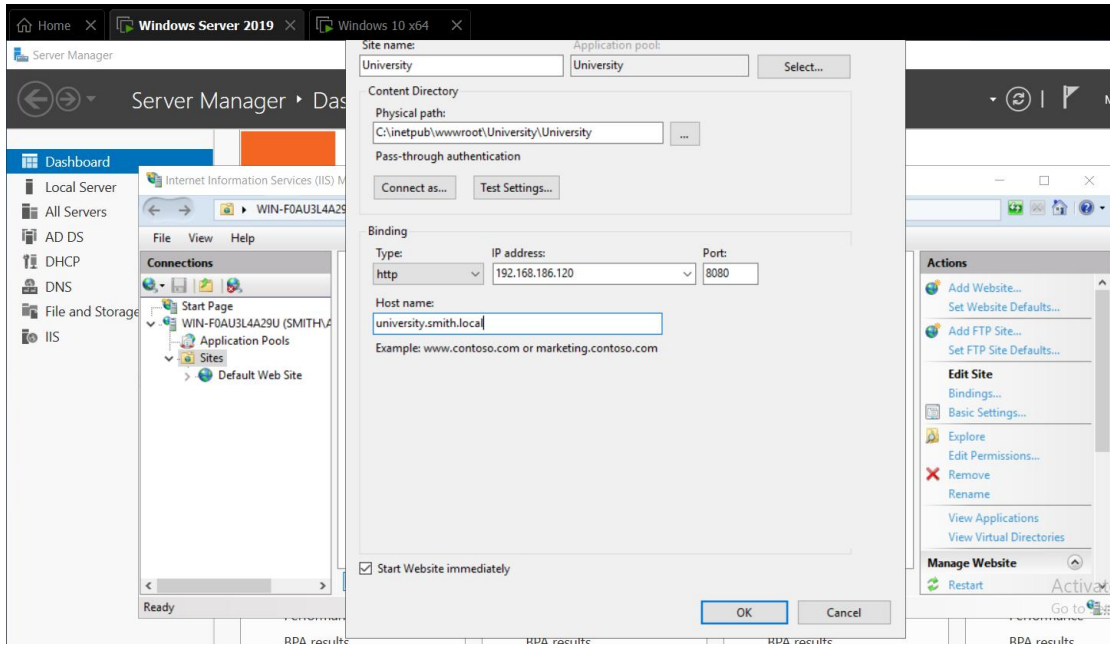 Home
Windows Server 2019
Windows 10 x64
Server Manager
Server Manager
Dashboard
Local Server
All Servers
AD DS
DHCP
DNS
File and Storage
IIS
Internet Information Services (IIS) M
WIN-F0AU3L4A29
File View Help
Connections
Start Page
WIN-F0AU3L4A29U (SMITH\A
Application Pools
Sites
Default Web Site
Ready
Site name:
Application pool:
University
University
Select...
Content Directory
Physical path:
C:\inetpub\wwwroot\University\University
...
Pass-through authentication
Connect as...
Test Settings...
Binding
Type:
IP address:
Port:
http
192.168.186.120
8080
Host name:
university.smith.local
Example: www.contoso.com or marketing.contoso.com
Start Website immediately
OK
Cancel
Actions
Add Website...
Set Website Defaults...
Add FTP Site...
Set FTP Site Defaults...
Edit Site
Bindings...
Basic Settings...
Explore
Edit Permissions...
Remove
Rename
View Applications
View Virtual Directories
Manage Website
Restart
BPA results
BPA results
BPA results
BPA results